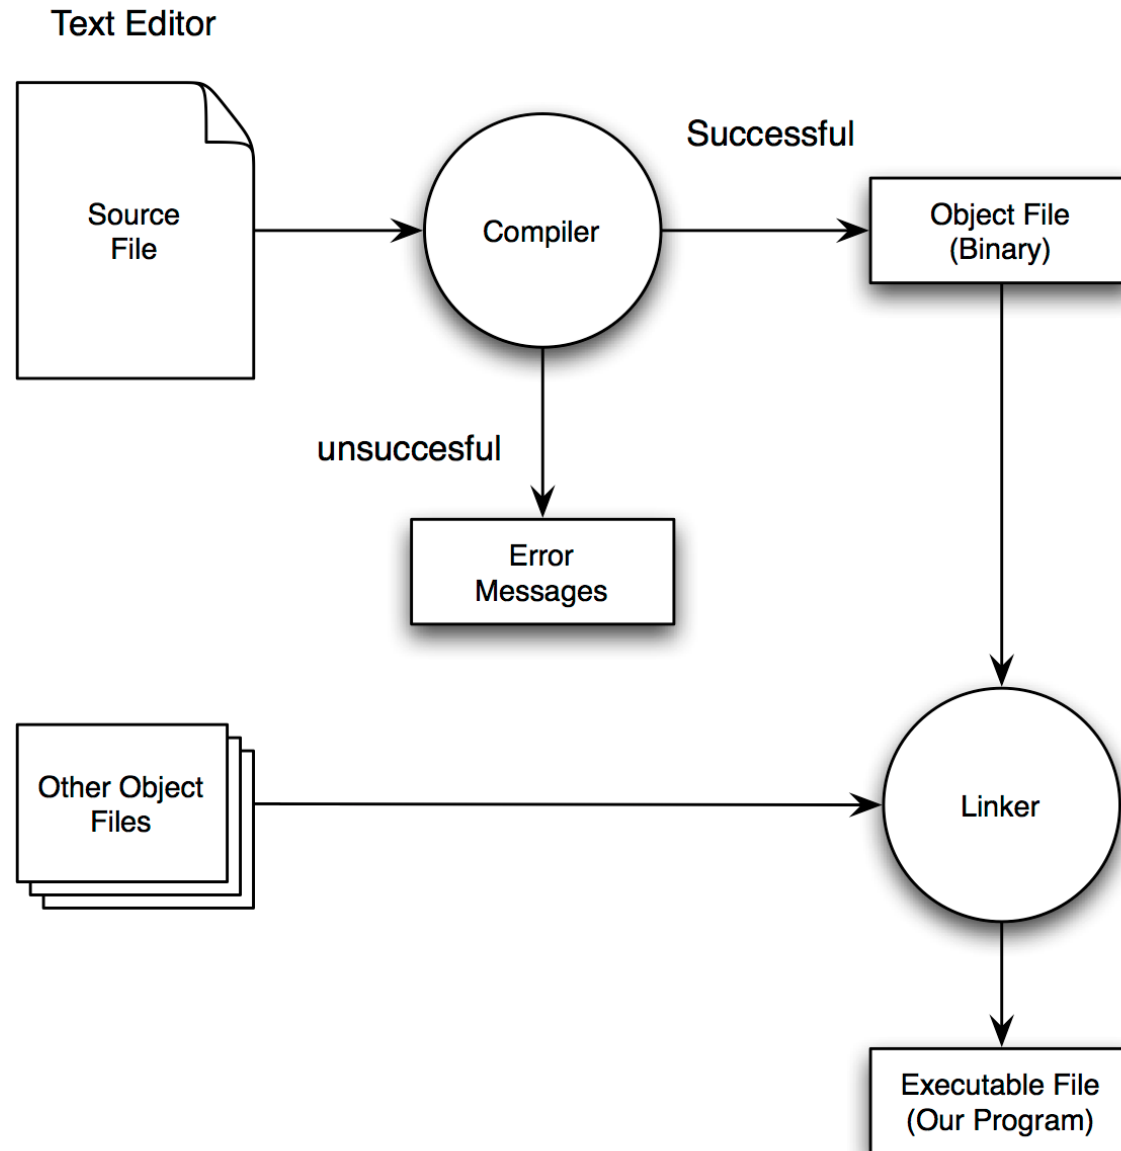 Text Editor
Source
File
Compiler
Successful
Object File
(Binary)
unsuccesful
Error
Messages
Other Object
Files
Linker
Executable File
(Our Program)